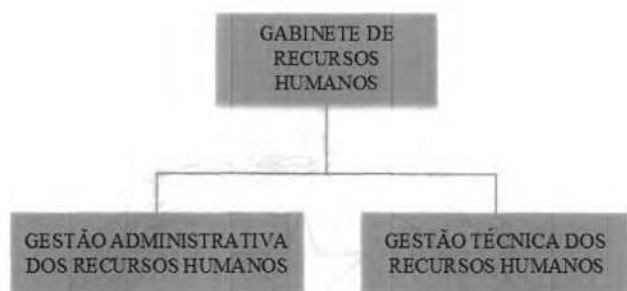 GABINETE DE
RECURSOS
HUMANOS
GESTÃO ADMINISTRATIVA
DOS RECURSOS HUMANOS
GESTÃO TÉCNICA DOS
RECURSOS HUMANOS